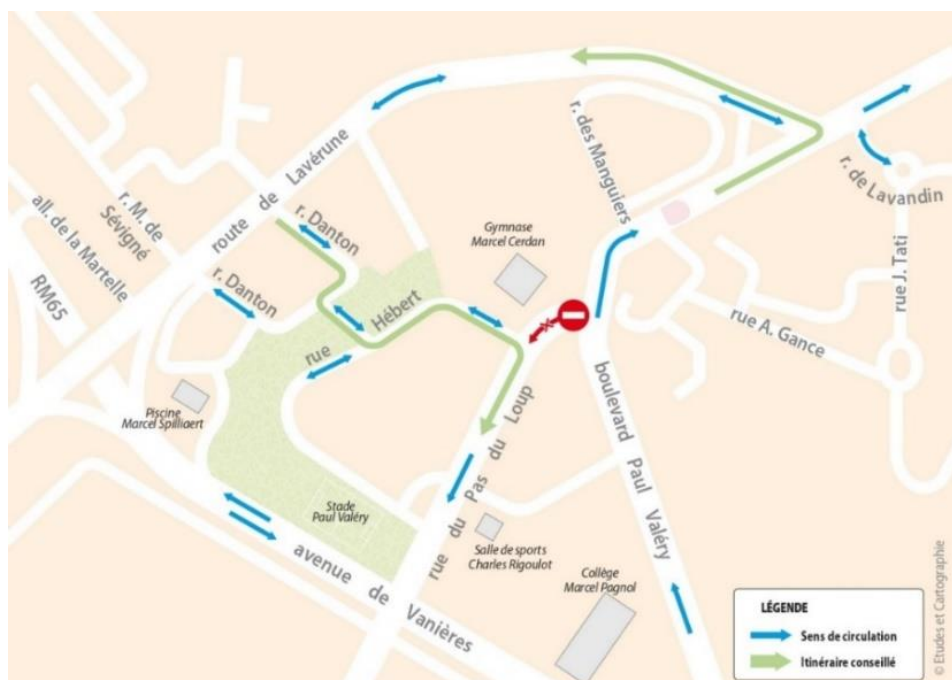 route de Lavérune
r. des Manguiers
r. de Lavandin
rue J. Tati
r. M. de
Sévigné
all. de la Martelle
RM65
r. Danton
r. Danton
Gymnase
Marcel Cerdan
rue Hébert
rue A. Gance
Piscine
Marcel Spilliaert
boulevard Paul Valéry
rue du Pas du Loup
Stade
Paul Valéry
Salle de sports
Charles Rigoulot
avenue de Vanières
Collège
Marcel Pagnol
LÉGENDE
Sens de circulation
Itinéraire conseillé
© Etudes et Cartographie